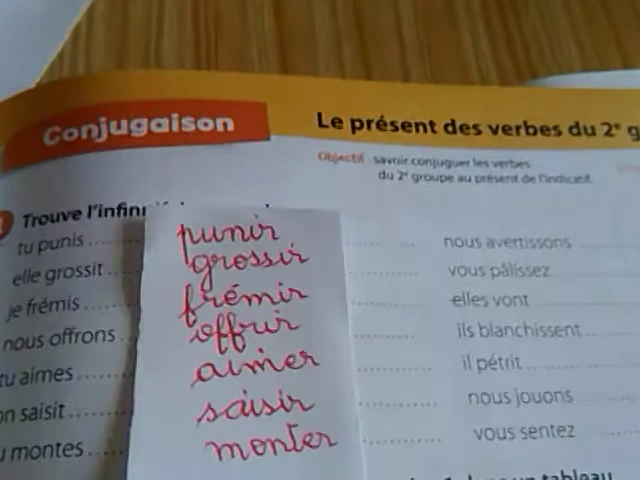 Conjugaison
Le présent des verbes du 2e g
Objectif : savoir conjuguer les verbes
du 2e groupe au présent de l'indicatif.
Trouve l'infini
tu punis
elle grossit
je frémis
nous offrons
tu aimes
on saisit
u montes
punir
grossir
frémir
offrir
aimer
saisir
monter
nous avertissons
vous pâlissez
elles vont
ils blanchissent
il pétrit
nous jouons
vous sentez
tableau